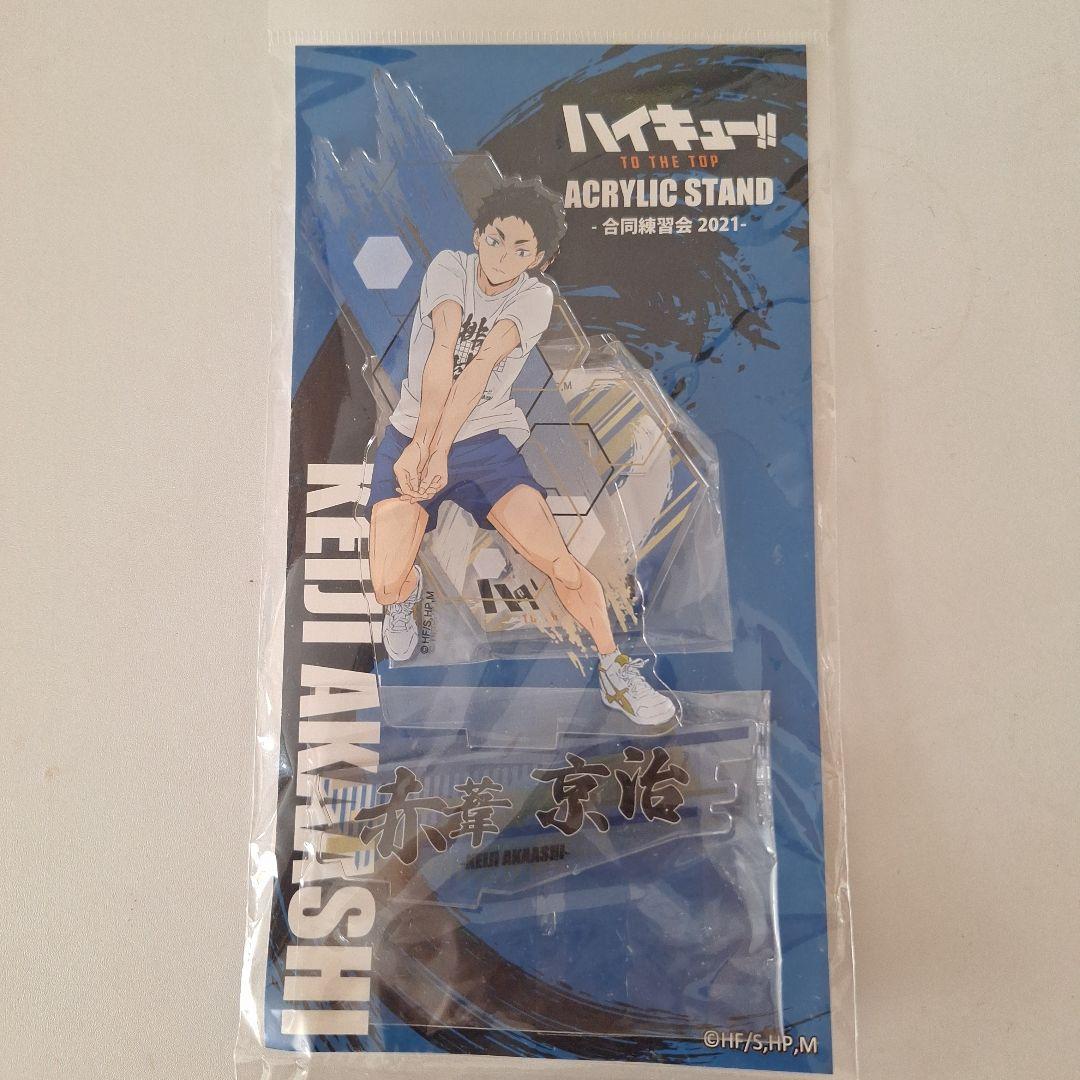 ハイキュー!!
TO THE TOP
ACRYLIC STAND
- 合同練習会 2021-
KEIJI AKAASHI
©HF/S,HP,M
赤葦 京治
-KEIJI AKAASHI-
©HF/S,HP,M